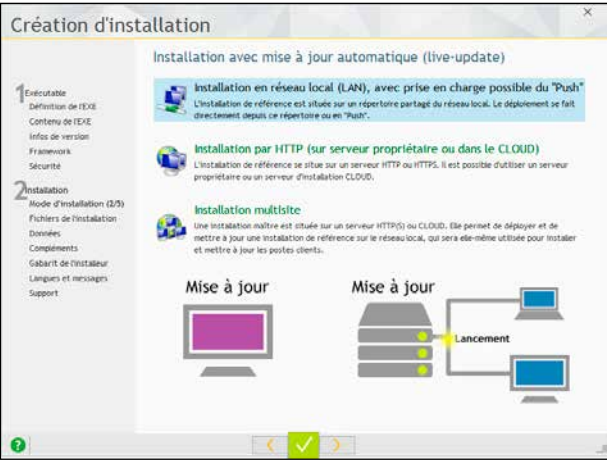 Création d'installation
Installation avec mise à jour automatique (live-update)
1 Exécutable
Définition de l'EXE
Contenu de l'EXE
Infos de version
Framework
Sécurité
2 Installation
Mode d'installation (2/5)
Fichiers de l'installation
Données
Compléments
Gabarit de l'installeur
Langues et messages
Support
Installation en réseau local (LAN), avec prise en charge possible du "Push"
L'installation de référence est située sur un répertoire partagé du réseau local. Le déploiement se fait
directement depuis ce répertoire ou en "Push".
Installation par HTTP (sur serveur propriétaire ou dans le CLOUD)
L'installation de référence se situe sur un serveur HTTP ou HTTPS. Il est possible d'utiliser un serveur
propriétaire ou un serveur d'installation CLOUD.
Installation multisite
Une installation maître est située sur un serveur HTTP(S) ou CLOUD. Elle permet de déployer et de
mettre à jour une installation de référence sur le réseau local, qui sera elle-même utilisée pour installer
et mettre à jour les postes clients.
Mise à jour
Mise à jour
Lancement